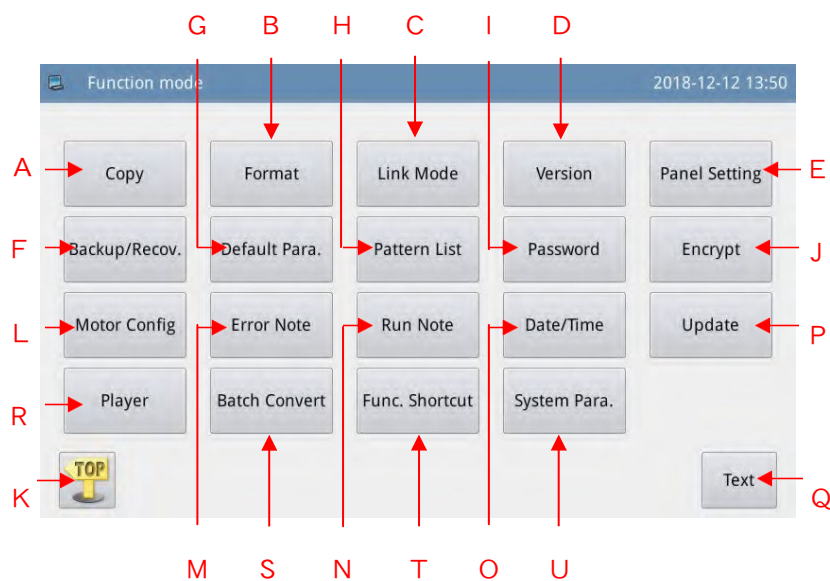 G B H C I D
Function mode 2018-12-12 13:50
A Copy Format Link Mode Version Panel Setting E
F Backup/Recov. Default Para. Pattern List Password Encrypt J
L Motor Config Error Note Run Note Date/Time Update P
R Player Batch Convert Func. Shortcut System Para.
K TOP Text Q
M S N T O U